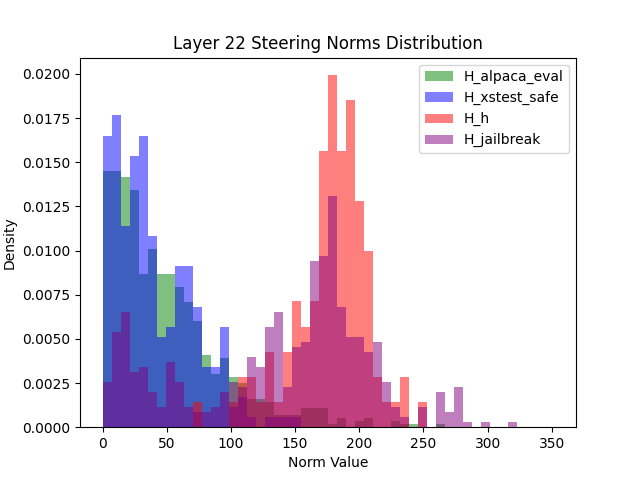 Layer 22 Steering Norms Distribution
H_alpaca_eval
H_xstest_safe
H_h
H_jailbreak
0.0200
0.0175
0.0150
0.0125
0.0100
0.0075
0.0050
0.0025
0.0000
Density
0 50 100 150 200 250 300 350
Norm Value